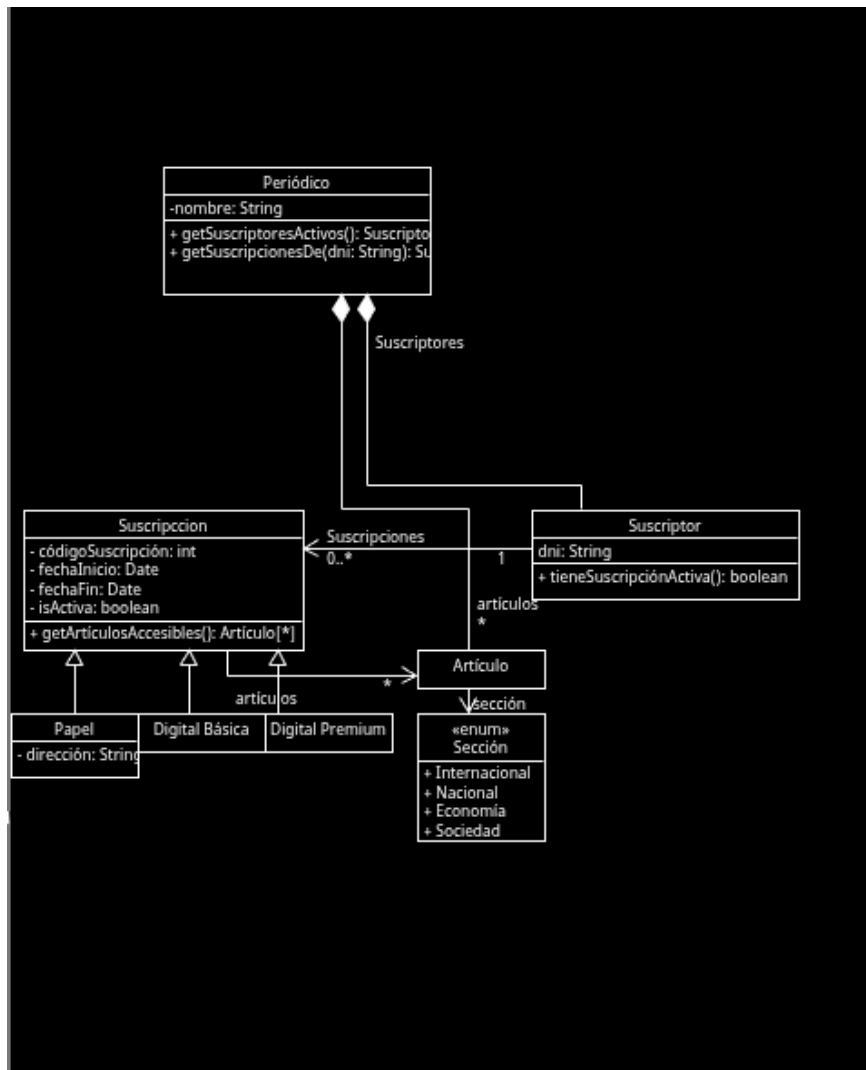 Periódico
-nombre: String
+ getSuscriptoresActivos(): Suscripto
+ getSuscripcionesDe(dni: String): Su
Suscriptores
Suscripccion
- códigoSuscripción: int
- fechaInicio: Date
- fechaFin: Date
- isActiva: boolean
+ getArtículosAccesibles(): Artículo[*]
Suscripciones
0..*
1
Suscriptor
dni: String
+ tieneSuscripciónActiva(): boolean
artículos
*
Artículo
*
artículos
sección
Papel
- dirección: String
Digital Básica
Digital Premium
«enum»
Sección
+ Internacional
+ Nacional
+ Economía
+ Sociedad